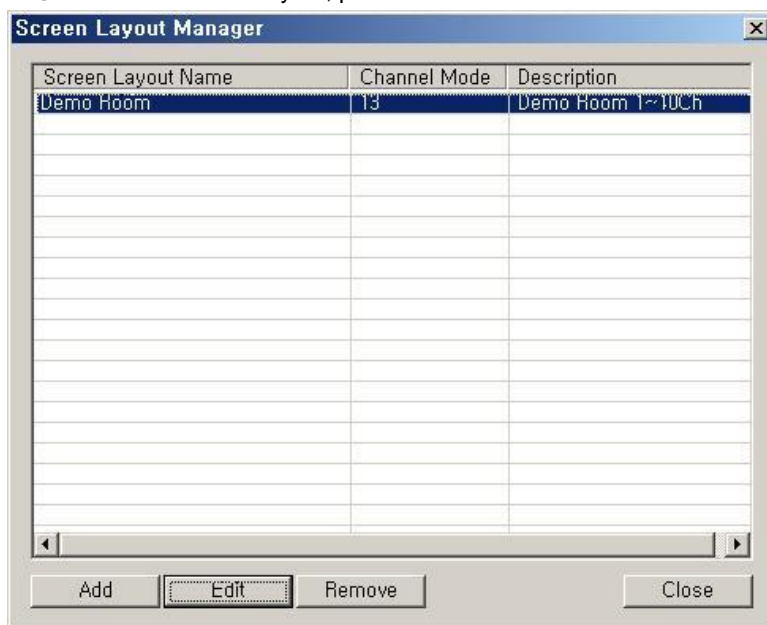 Screen Layout Manager
Screen Layout Name Channel Mode Description
Demo Room 13 Demo Room 1~10Ch
Add Edit Remove Close